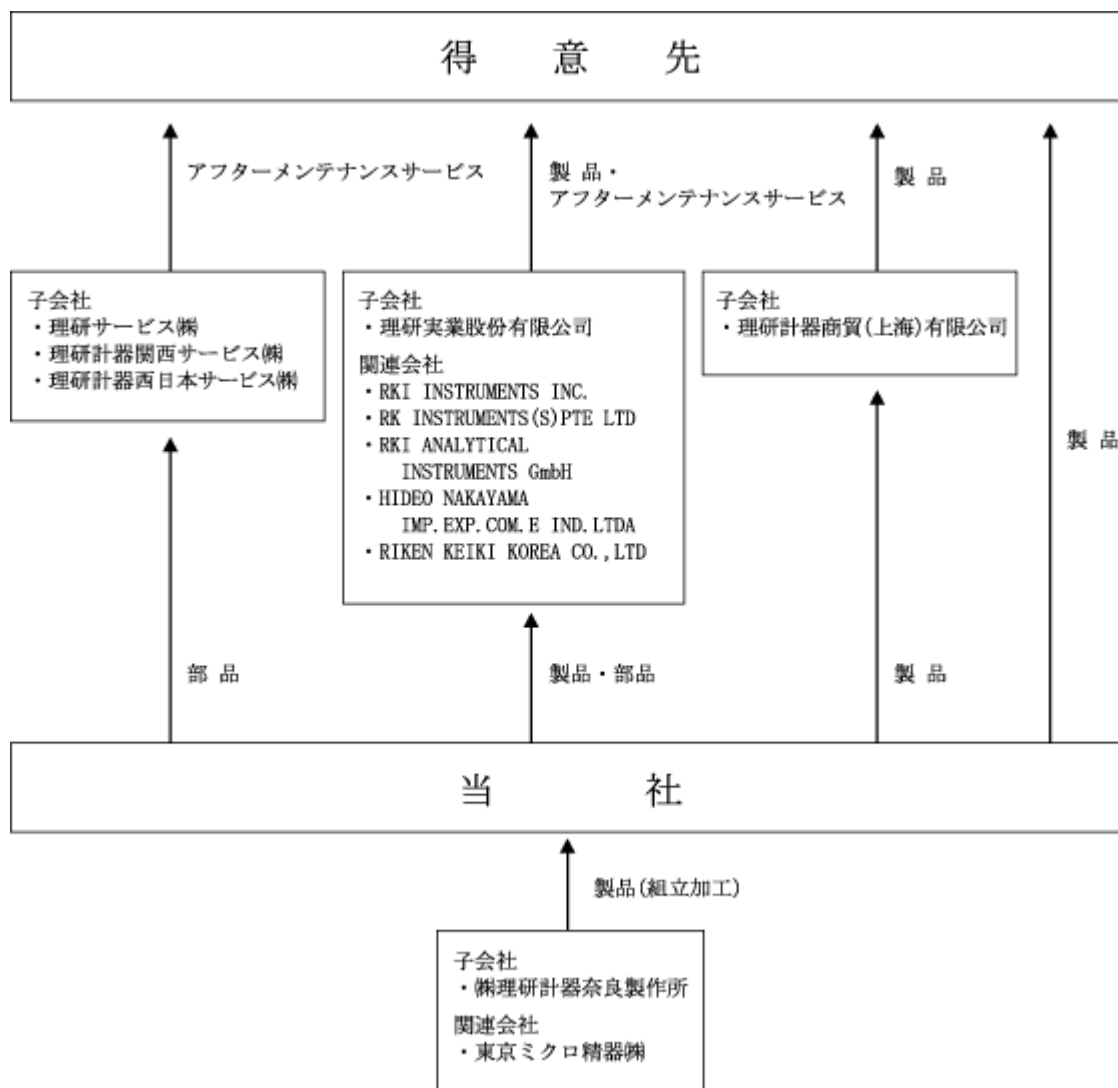 得 意 先
アフターメンテナンスサービス
製 品・
アフターメンテナンスサービス
製 品
子会社
・理研サービス㈱
・理研計器関西サービス㈱
・理研計器西日本サービス㈱
子会社
・理研実業股份有限公司
関連会社
・RKI INSTRUMENTS INC.
・RK INSTRUMENTS(S)PTE LTD
・RKI ANALYTICAL
INSTRUMENTS GmbH
・HIDEO NAKAYAMA
IMP.EXP.COM.E IND.LTDA
・RIKEN KEIKI KOREA CO.,LTD
子会社
・理研計器商貿(上海)有限公司
製 品
部 品
製品・部品
製 品
当 社
製品(組立加工)
子会社
・㈱理研計器奈良製作所
関連会社
・東京ミクロ精器㈱